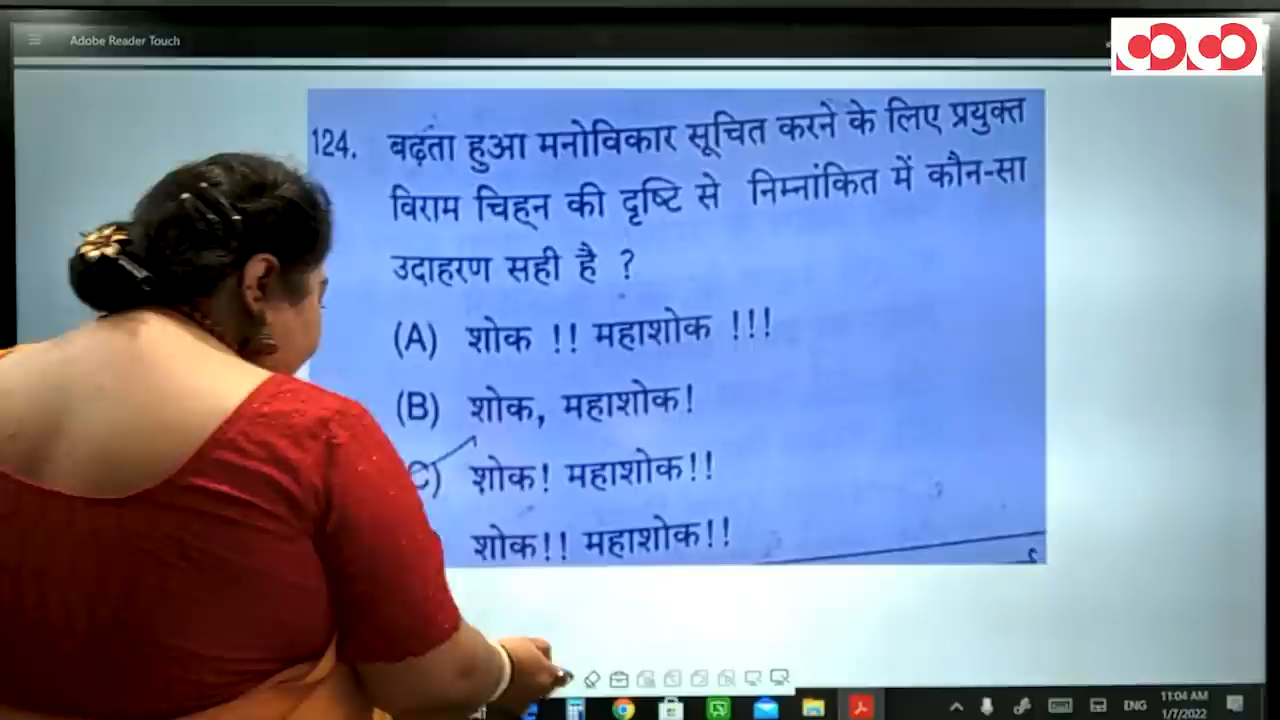 Adobe Reader Touch
124. बढ़ता हुआ मनोविकार सूचित करने के लिए प्रयुक्त
विराम चिह्न की दृष्टि से निम्नांकित में कौन-सा
उदाहरण सही है ?
(A) शोक !! महाशोक !!!
(B) शोक, महाशोक!
C) शोक! महाशोक!!
शोक!! महाशोक!!
ENG
11:04 AM
1/7/2022